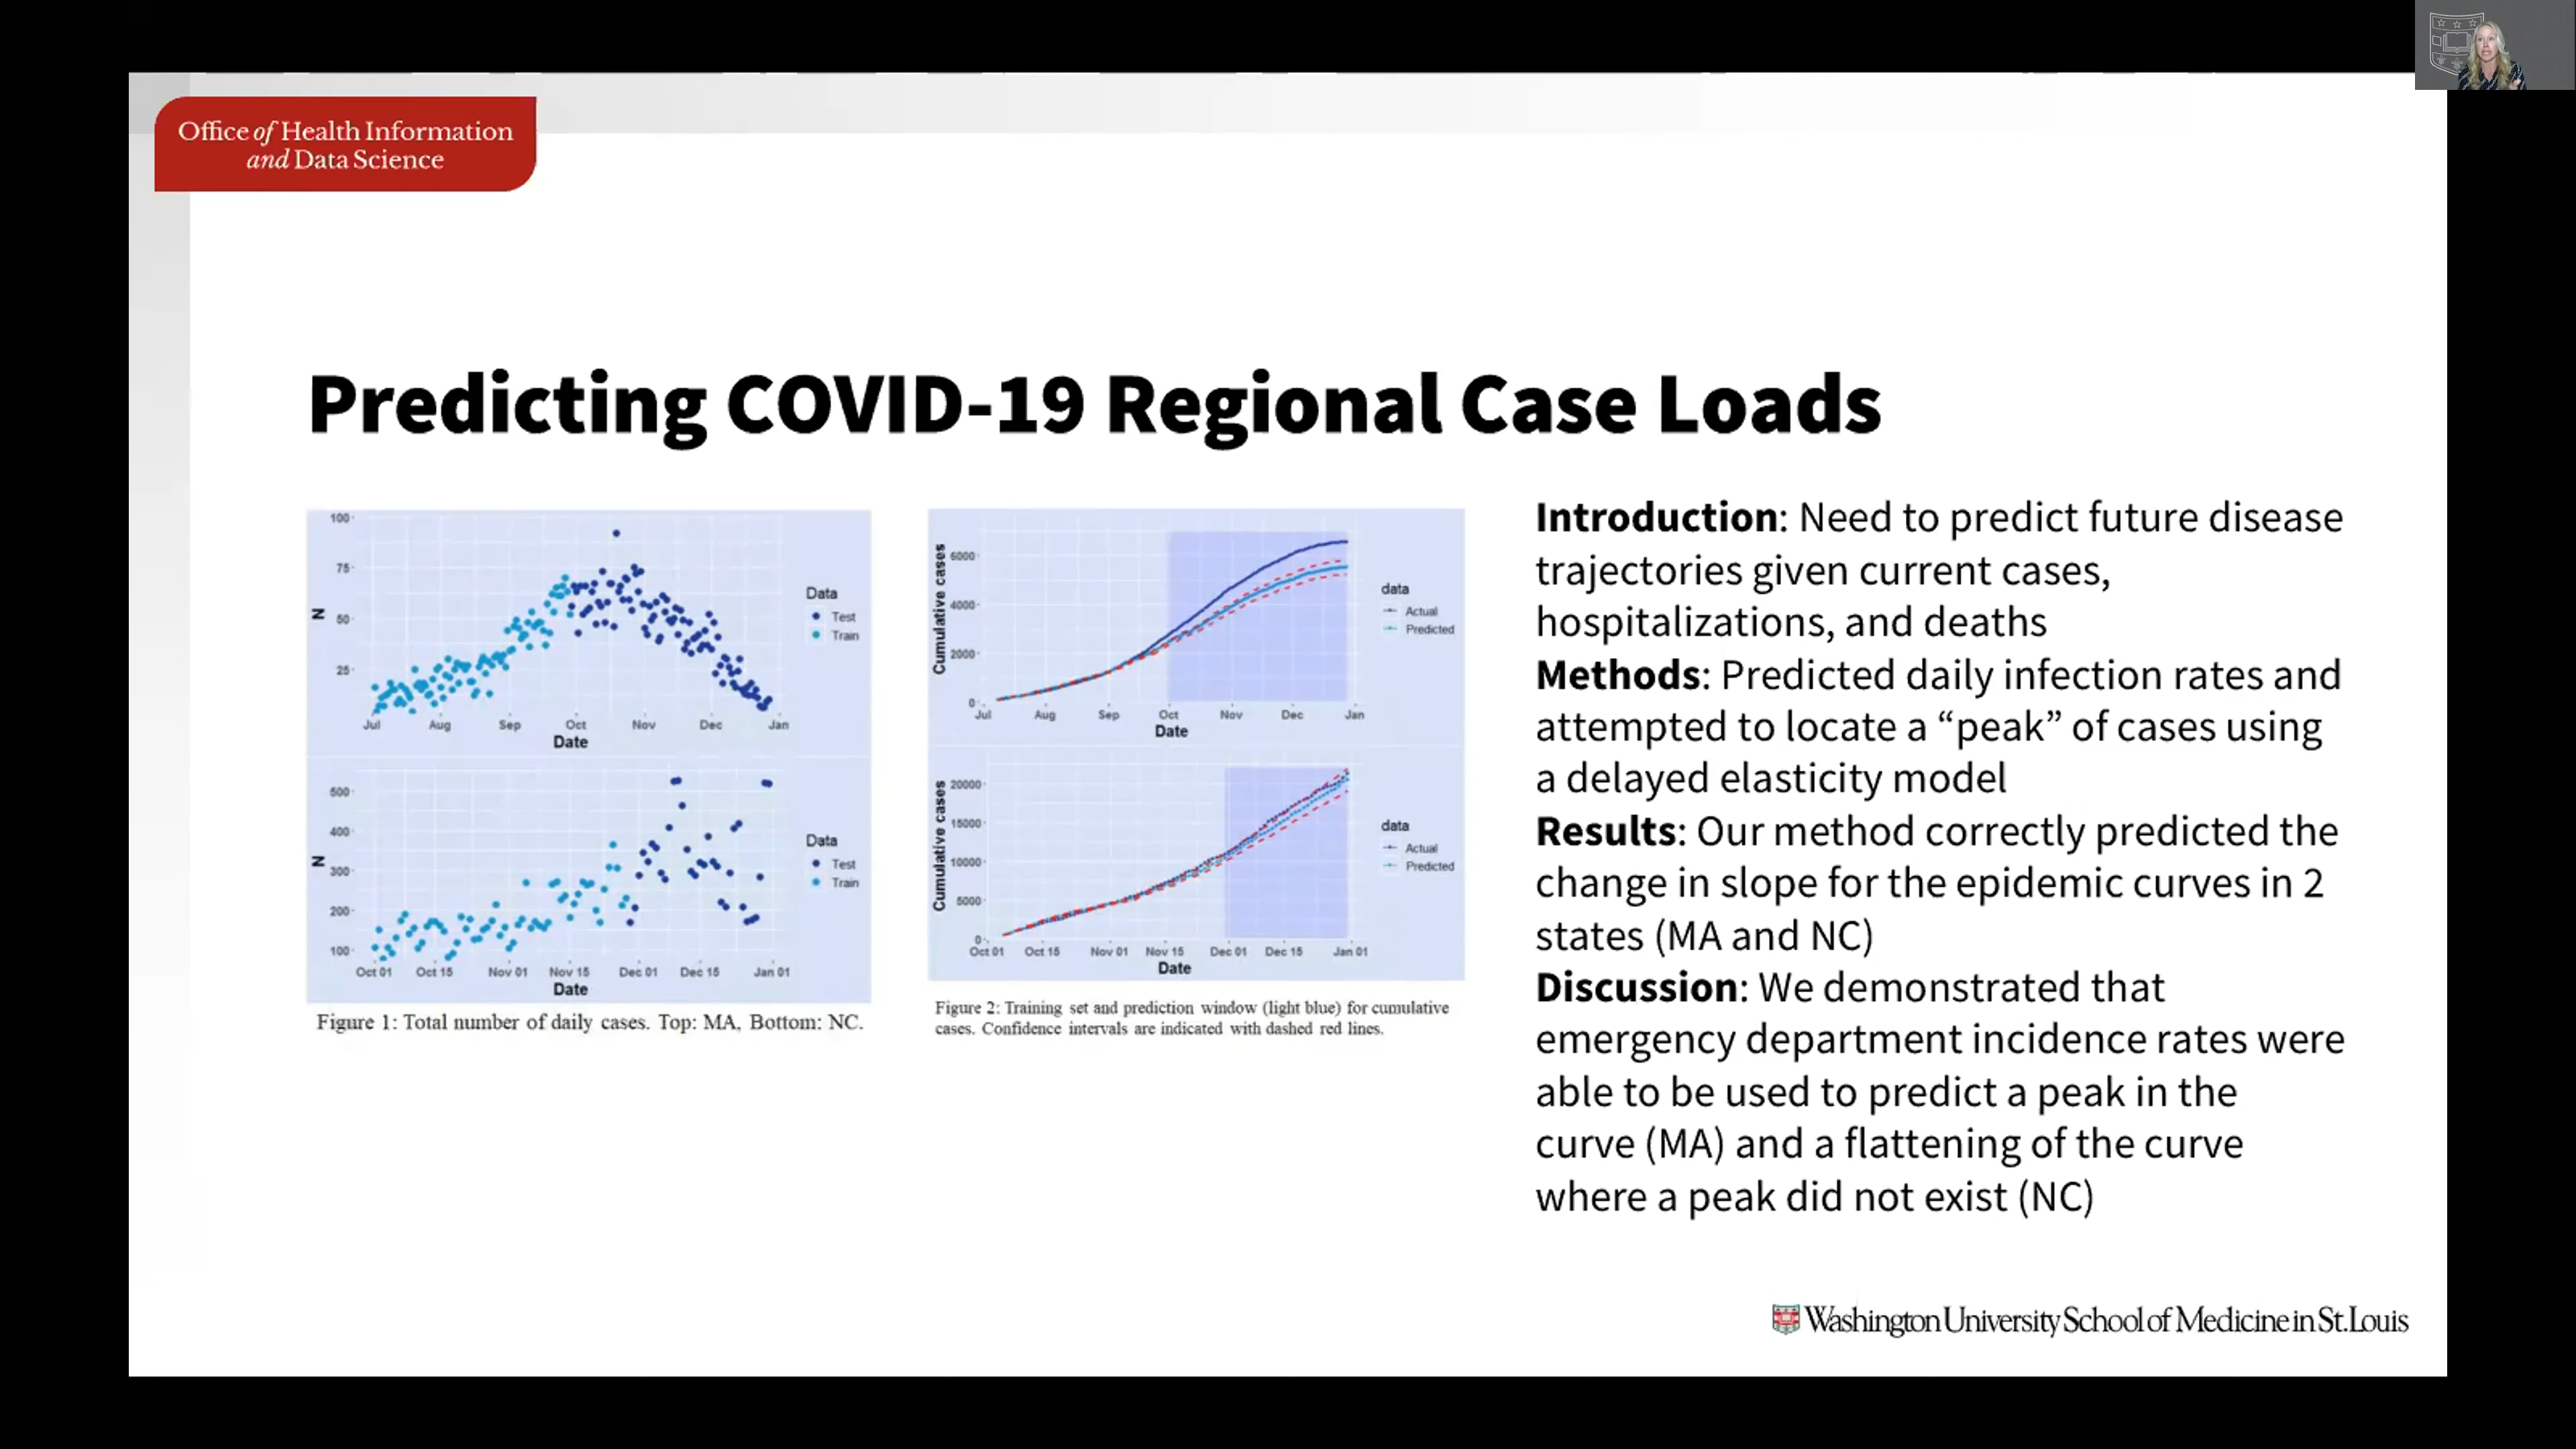 Office of Health Information
and Data Science
Predicting COVID-19 Regional Case Loads
100
75
50
25
N
Jul Aug Sep Oct Nov Dec Jan
Date
Data
Test
Train
500
400
300
200
100
N
Oct 01 Oct 15 Nov 01 Nov 15 Dec 01 Dec 15 Jan 01
Date
Data
Test
Train
Figure 1: Total number of daily cases. Top: MA, Bottom: NC.
Cumulative cases
6000
4000
2000
0
Jul Aug Sep Oct Nov Dec Jan
Date
data
Actual
Predicted
Cumulative cases
20000
15000
10000
5000
0
Oct 01 Oct 15 Nov 01 Nov 15 Dec 01 Dec 15 Jan 01
Date
data
Actual
Predicted
Figure 2: Training set and prediction window (light blue) for cumulative
cases. Confidence intervals are indicated with dashed red lines.
Introduction: Need to predict future disease
trajectories given current cases,
hospitalizations, and deaths
Methods: Predicted daily infection rates and
attempted to locate a “peak” of cases using
a delayed elasticity model
Results: Our method correctly predicted the
change in slope for the epidemic curves in 2
states (MA and NC)
Discussion: We demonstrated that
emergency department incidence rates were
able to be used to predict a peak in the
curve (MA) and a flattening of the curve
where a peak did not exist (NC)
Washington University School of Medicine in St. Louis